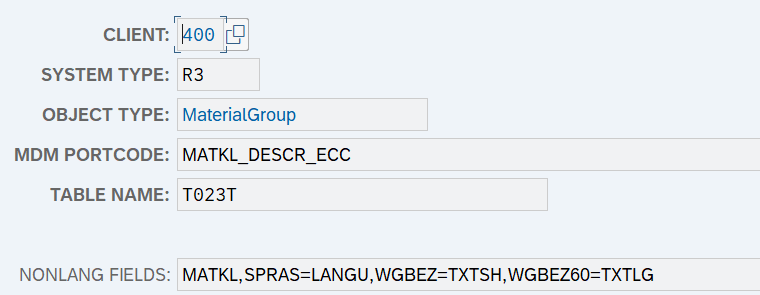 CLIENT: 400
SYSTEM TYPE: R3
OBJECT TYPE: MaterialGroup
MDM PORTCODE: MATKL_DESCR_ECC
TABLE NAME: T023T
NONLANG FIELDS: MATKL,SPRAS=LANGU,WGBEZ=TXTSH,WGBEZ60=TXTLG